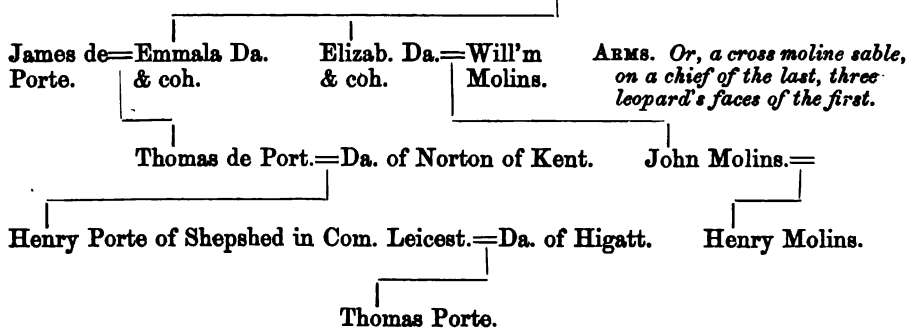 James de=Emmala Da. Elizab. Da.=Will'm ARMS. Or, a cross moline sable,
Porte. & coh. & coh. Molins. on a chief of the last, three
leopard's faces of the first.
Thomas de Port.=Da. of Norton of Kent. John Molins.=
Henry Porte of Shepshed in Com. Leicest.=Da. of Higatt. Henry Molins.
Thomas Porte.